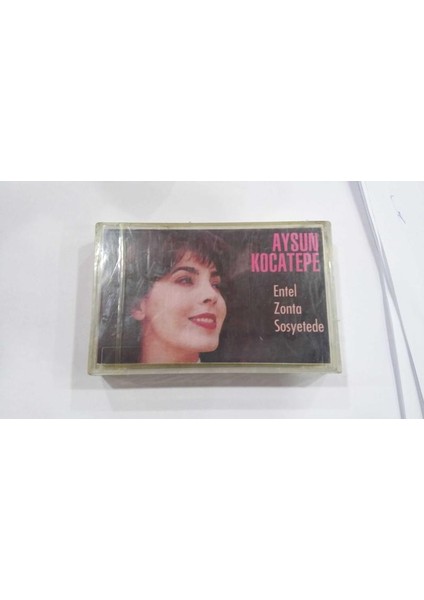 AYSUN
KOCATEPE
Entel
Zonta
Sosyetede